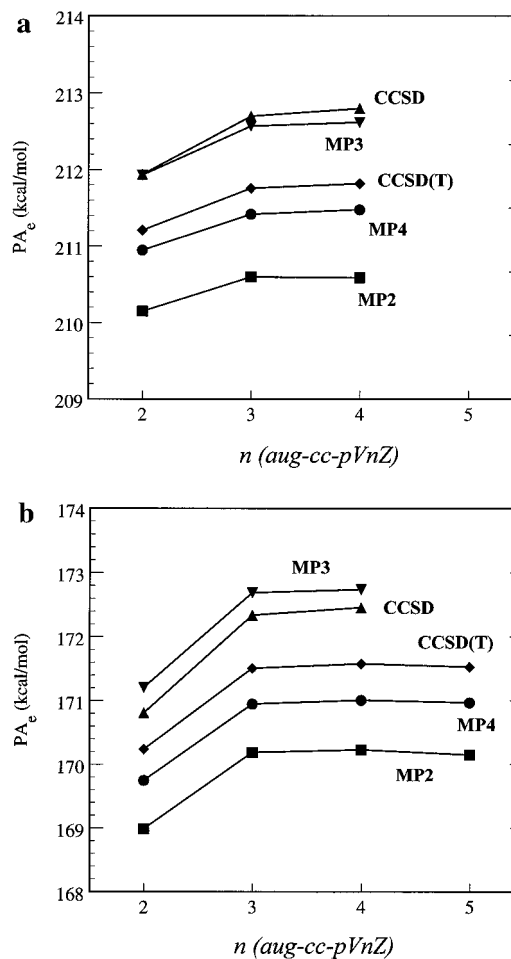 a
214
213
212
211
210
209
PAe (kcal/mol)
CCSD
MP3
CCSD(T)
MP4
MP2
2 3 4 5
n (aug-cc-pVnZ)
b
174
173
172
171
170
169
168
PAe (kcal/mol)
MP3
CCSD
CCSD(T)
MP4
MP2
2 3 4 5
n (aug-cc-pVnZ)